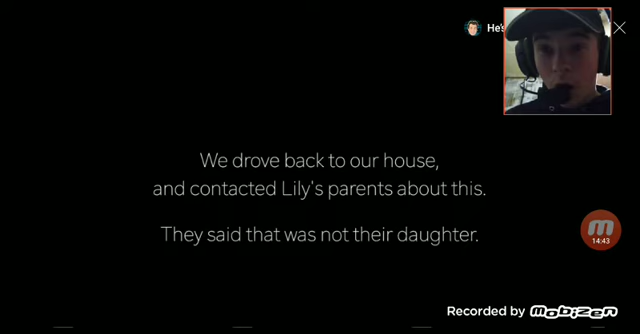 He's
We drove back to our house,
and contacted Lily's parents about this.
They said that was not their daughter.
14:43
Recorded by mobizen